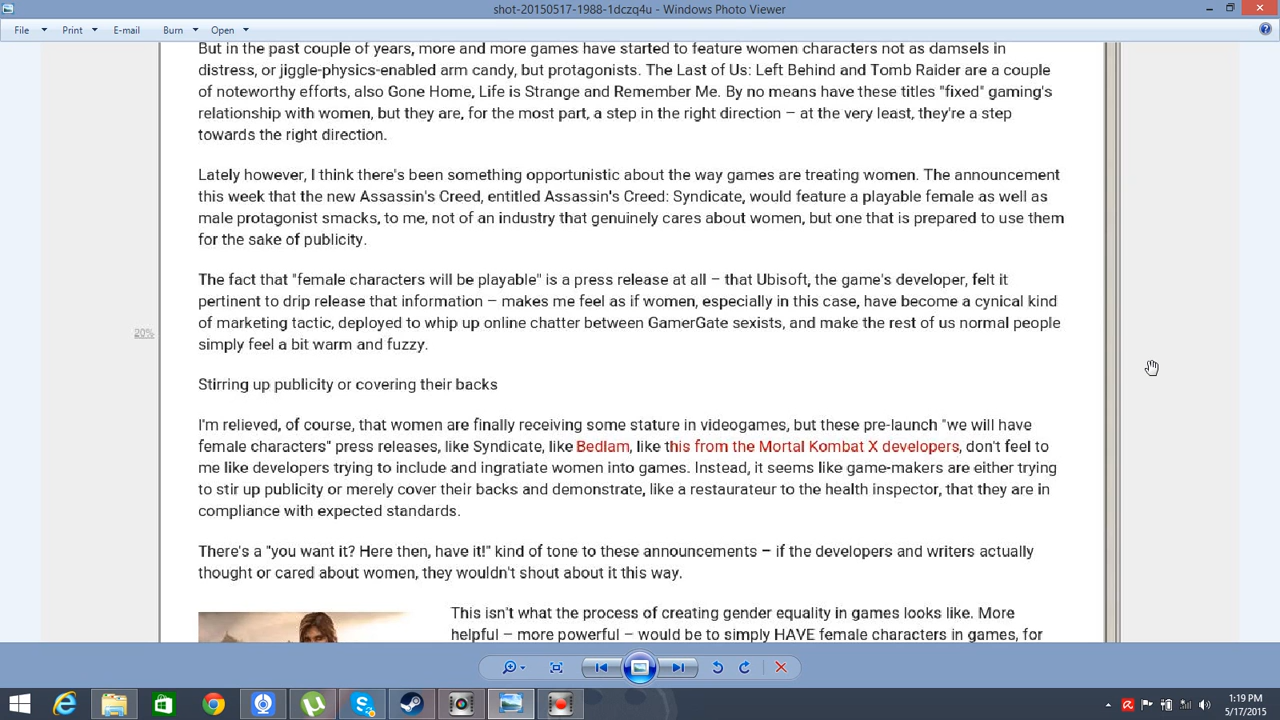 shot-20150517-1988-1dczq4u - Windows Photo Viewer
File Print E-mail Burn Open
But in the past couple of years, more and more games have started to feature women characters not as damsels in
distress, or jiggle-physics-enabled arm candy, but protagonists. The Last of Us: Left Behind and Tomb Raider are a couple
of noteworthy efforts, also Gone Home, Life is Strange and Remember Me. By no means have these titles "fixed" gaming's
relationship with women, but they are, for the most part, a step in the right direction – at the very least, they're a step
towards the right direction.
Lately however, I think there's been something opportunistic about the way games are treating women. The announcement
this week that the new Assassin's Creed, entitled Assassin's Creed: Syndicate, would feature a playable female as well as
male protagonist smacks, to me, not of an industry that genuinely cares about women, but one that is prepared to use them
for the sake of publicity.
The fact that "female characters will be playable" is a press release at all – that Ubisoft, the game's developer, felt it
pertinent to drip release that information – makes me feel as if women, especially in this case, have become a cynical kind
of marketing tactic, deployed to whip up online chatter between GamerGate sexists, and make the rest of us normal people
20%
simply feel a bit warm and fuzzy.
Stirring up publicity or covering their backs
I'm relieved, of course, that women are finally receiving some stature in videogames, but these pre-launch "we will have
female characters" press releases, like Syndicate, like Bedlam, like this from the Mortal Kombat X developers, don't feel to
me like developers trying to include and ingratiate women into games. Instead, it seems like game-makers are either trying
to stir up publicity or merely cover their backs and demonstrate, like a restaurateur to the health inspector, that they are in
compliance with expected standards.
There's a "you want it? Here then, have it!" kind of tone to these announcements – if the developers and writers actually
thought or cared about women, they wouldn't shout about it this way.
This isn't what the process of creating gender equality in games looks like. More
helpful – more powerful – would be to simply HAVE female characters in games, for
1:19 PM
5/17/2015